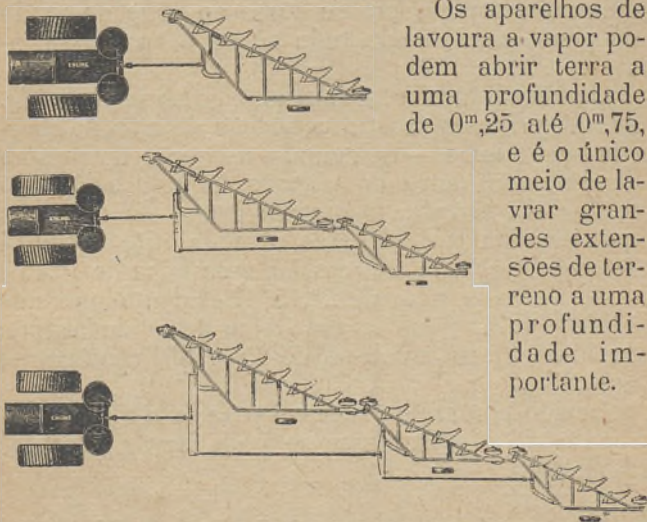 Os aparelhos de
lavoura a vapor po-
dem abrir terra a
uma profundidade
de 0ᵐ,25 até 0ᵐ,75,
e é o único
meio de la-
vrar gran-
des exten-
sões de ter-
reno a uma
profundi-
dade im-
portante.